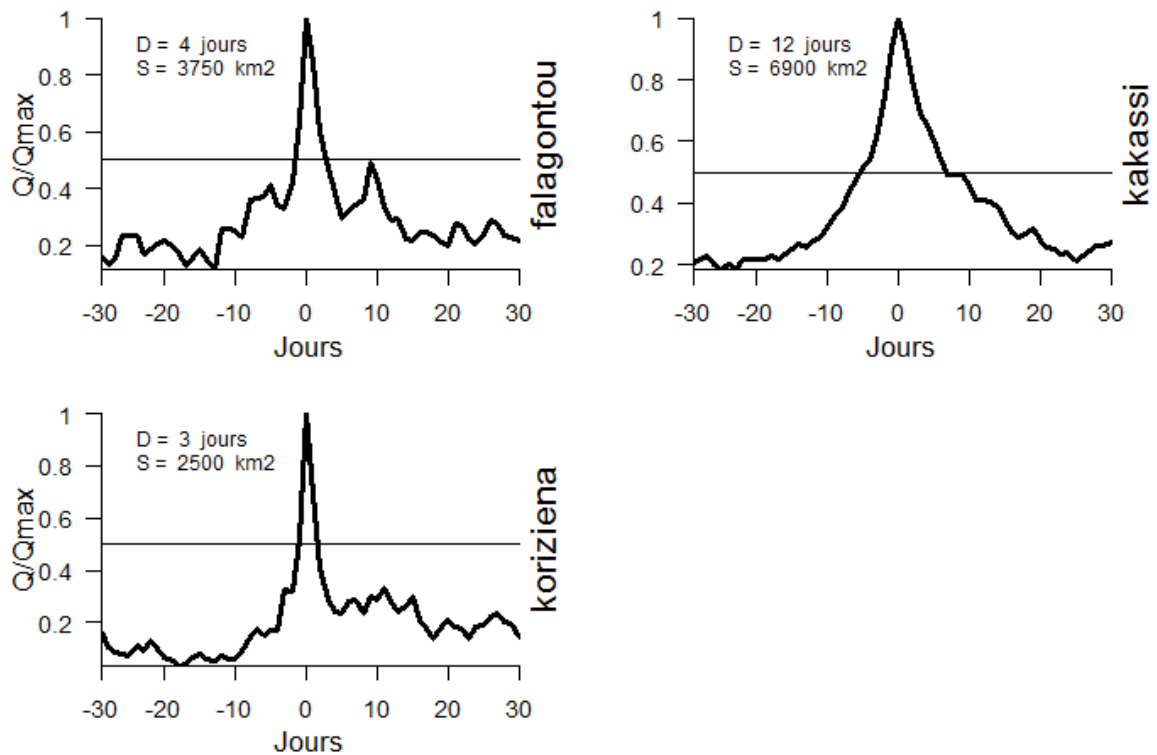 D = 4 jours
S = 3750 km2
1
0.8
0.6
0.4
0.2
Q/Qmax
-30 -20 -10 0 10 20 30
Jours
falagontou
D = 12 jours
S = 6900 km2
1
0.8
0.6
0.4
0.2
-30 -20 -10 0 10 20 30
Jours
kakassi
D = 3 jours
S = 2500 km2
1
0.8
0.6
0.4
0.2
Q/Qmax
-30 -20 -10 0 10 20 30
Jours
koriziena